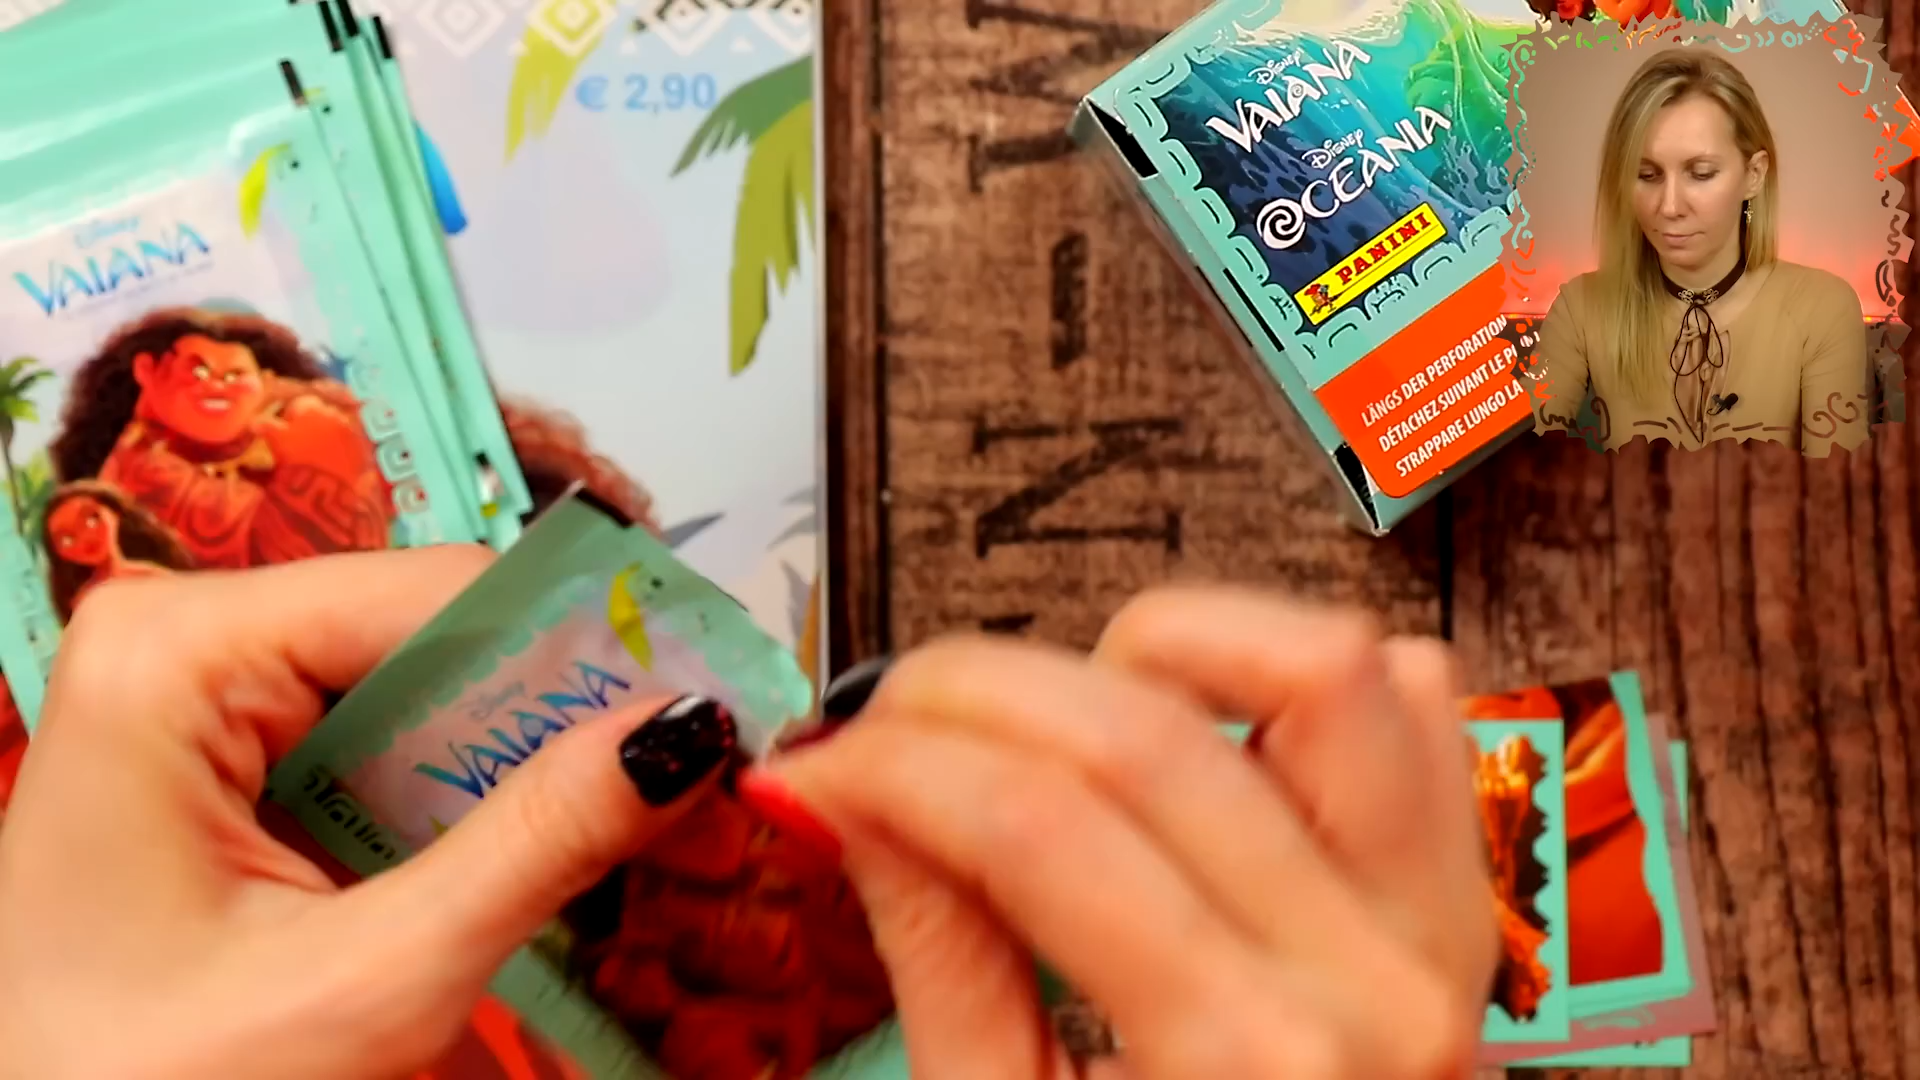 € 2,90
Disney
VAIANA
Disney
VAIANA
Disney
OCEANIA
PANINI
LÄNGS DER PERFORATION
DÉTACHEZ SUIVANT LE
STRAPPARE LUNGO LA
Disney
VAIANA